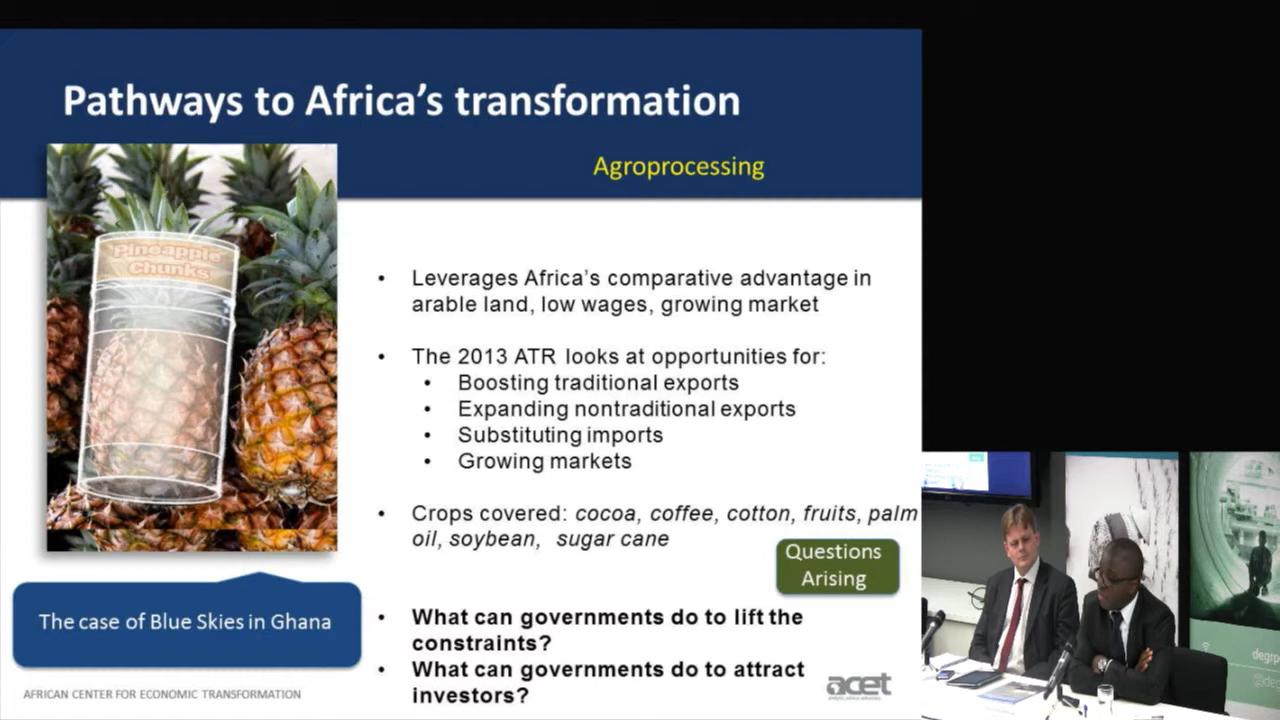 Pathways to Africa's transformation
Agroprocessing
Pineapple
Chunks
• Leverages Africa's comparative advantage in
arable land, low wages, growing market
• The 2013 ATR looks at opportunities for:
• Boosting traditional exports
• Expanding nontraditional exports
• Substituting imports
• Growing markets
• Crops covered: cocoa, coffee, cotton, fruits, palm
oil, soybean, sugar cane
Questions
Arising
The case of Blue Skies in Ghana
• What can governments do to lift the
constraints?
• What can governments do to attract
investors?
AFRICAN CENTER FOR ECONOMIC TRANSFORMATION
acet
degrp